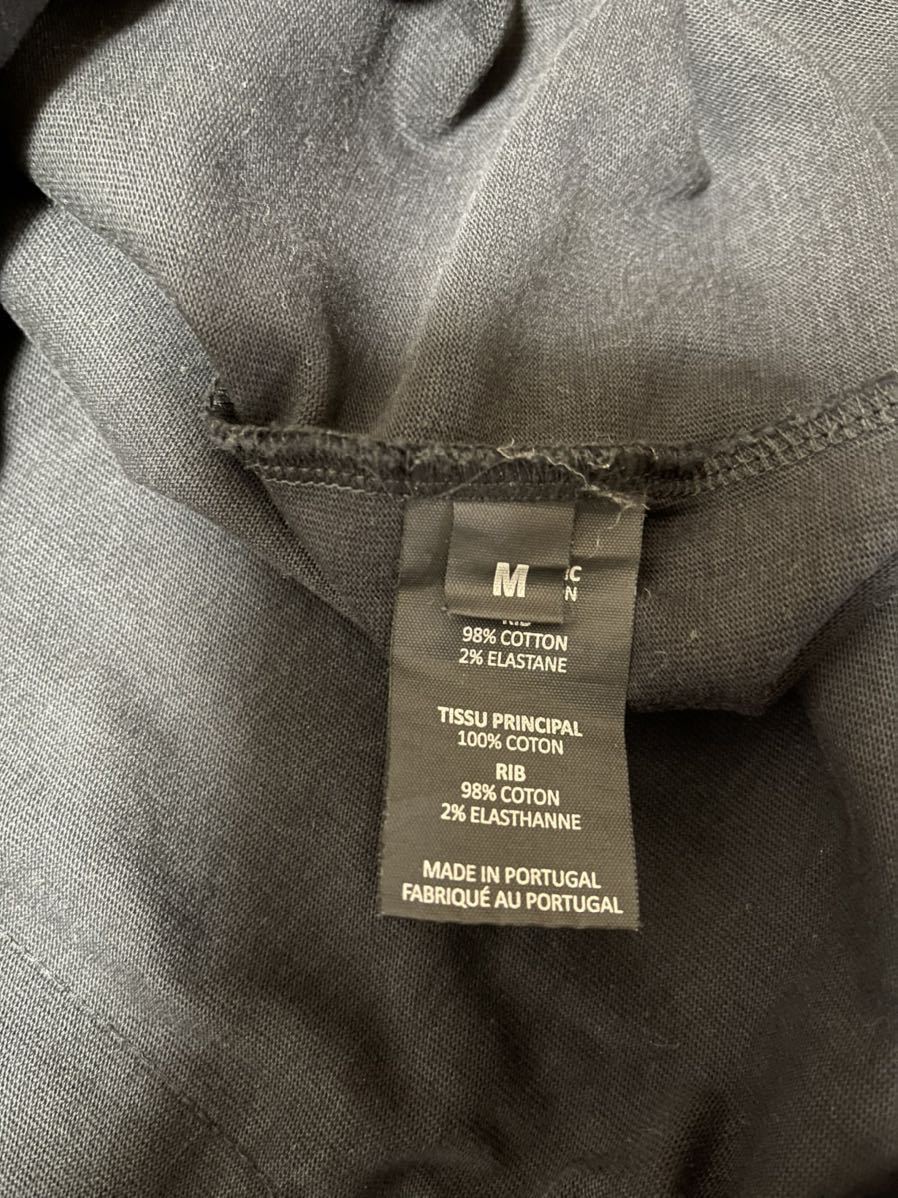 M
98% COTTON
2% ELASTANE
TISSU PRINCIPAL
100% COTON
RIB
98% COTON
2% ELASTHANNE
MADE IN PORTUGAL
FABRIQUÉ AU PORTUGAL